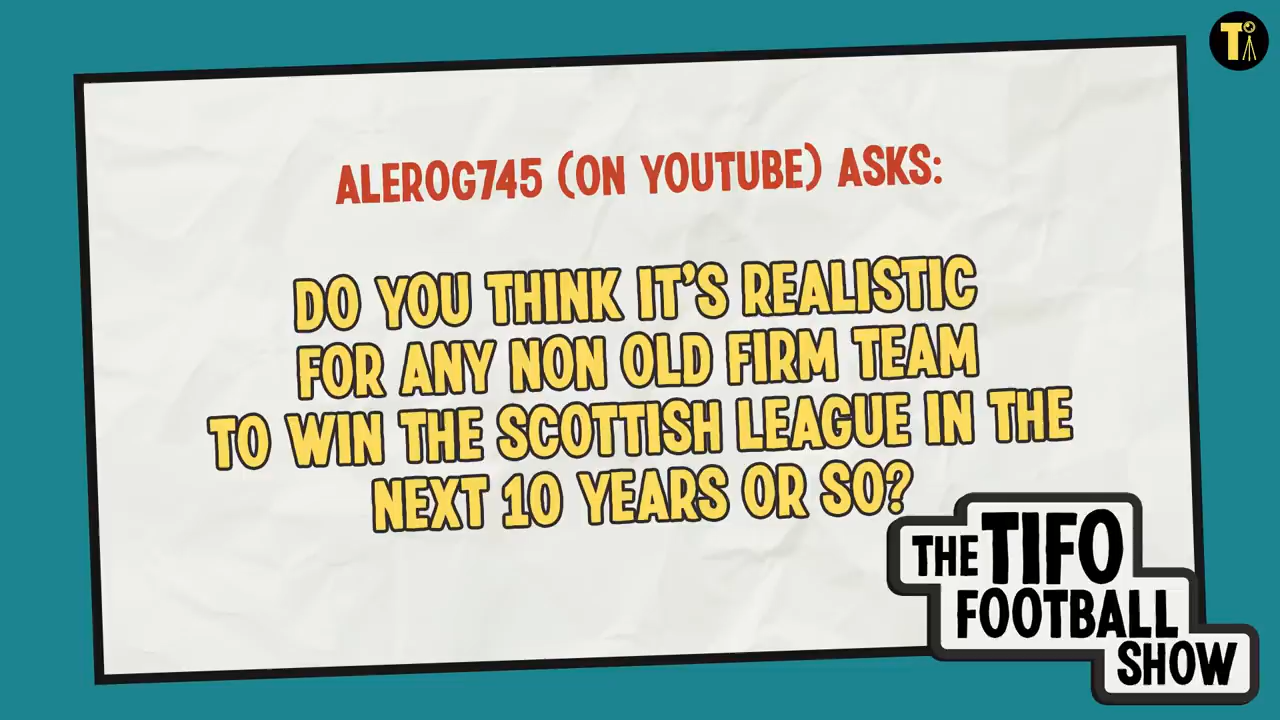 T
ALEROG745 (ON YOUTUBE) ASKS:
DO YOU THINK IT'S REALISTIC
FOR ANY NON OLD FIRM TEAM
TO WIN THE SCOTTISH LEAGUE IN THE
NEXT 10 YEARS OR SO?
THE TIFO
FOOTBALL
SHOW